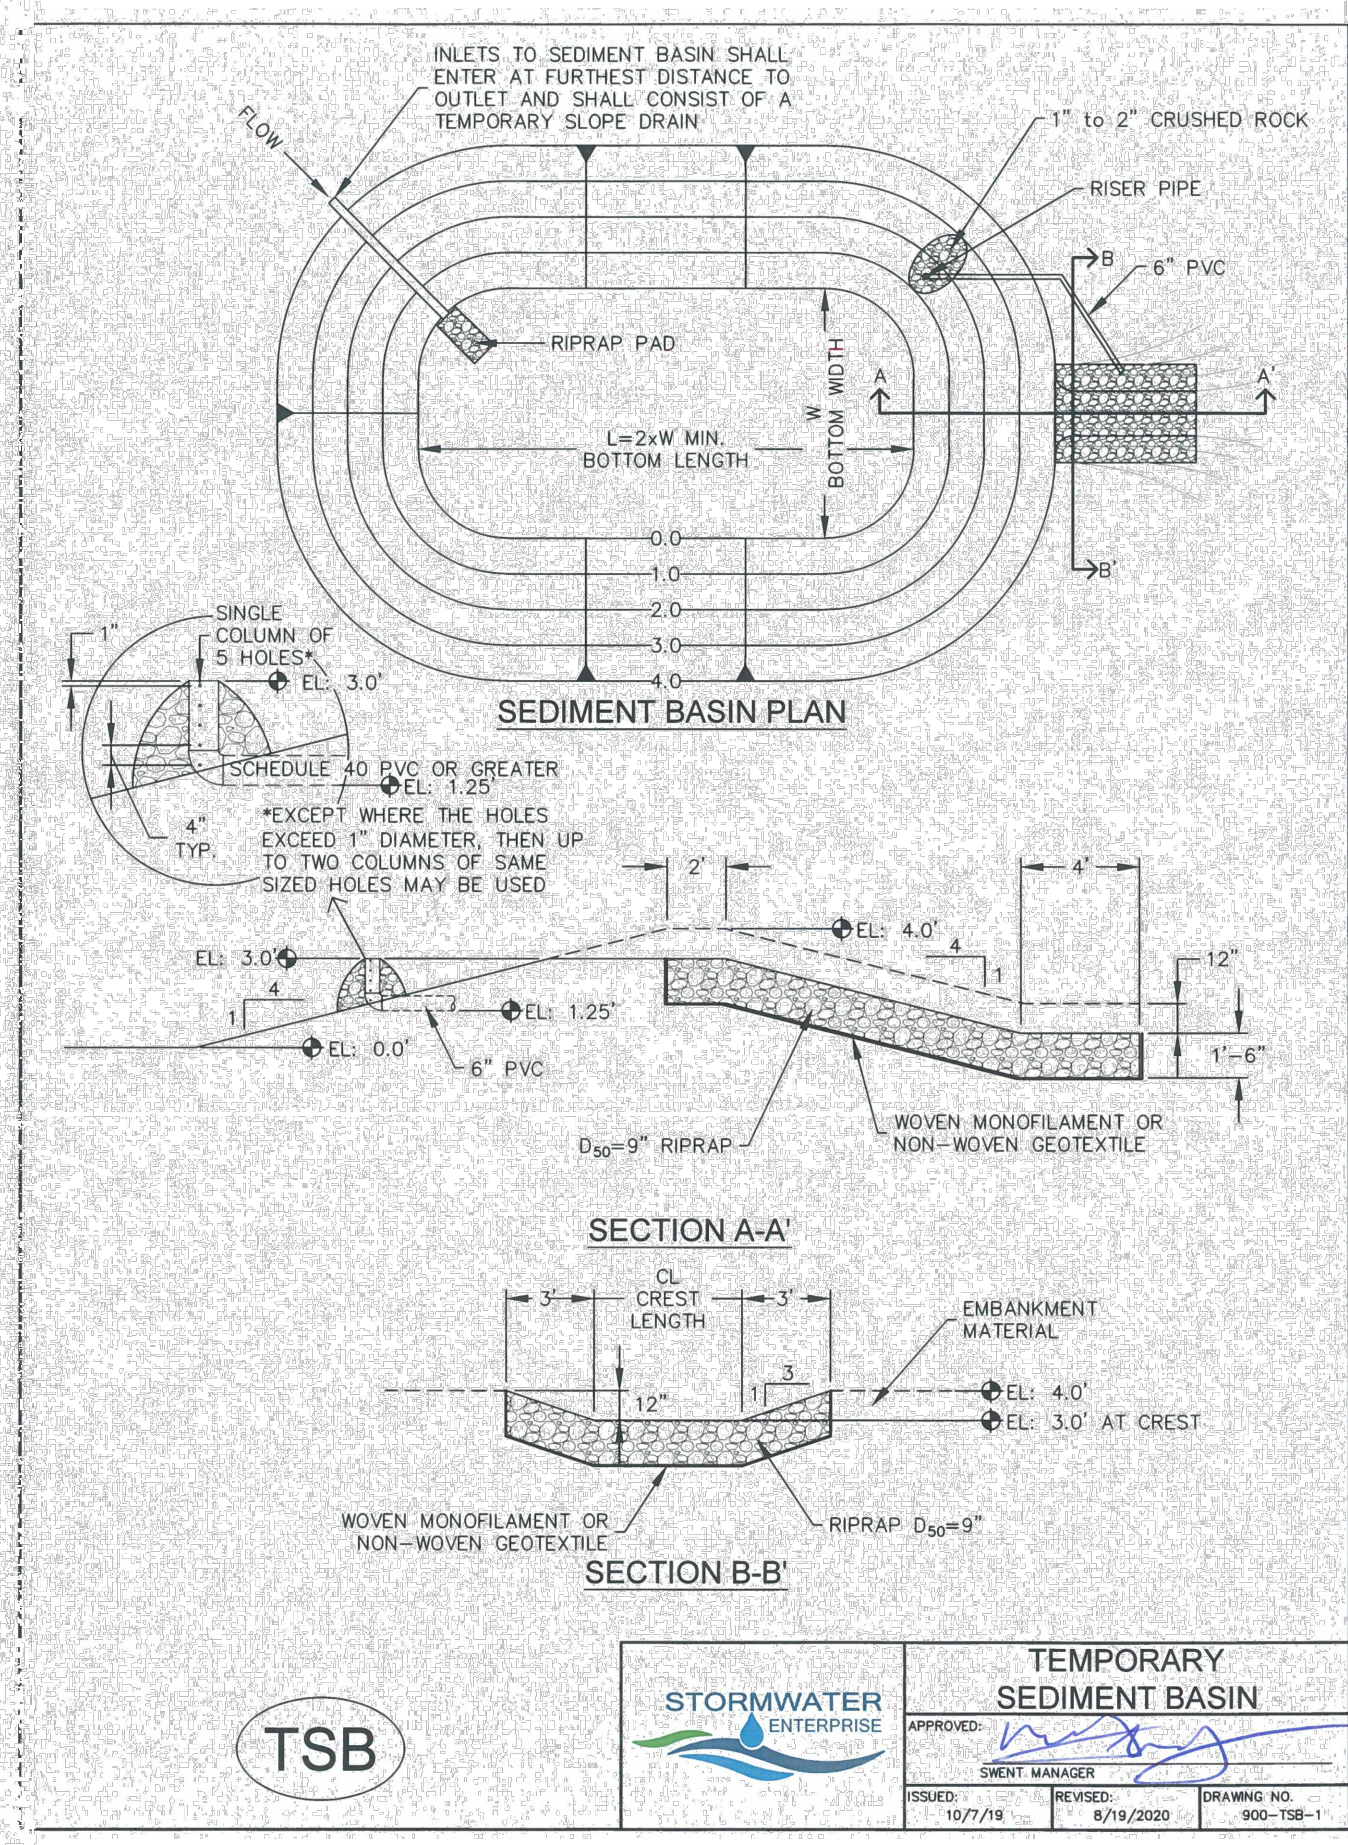 INLETS TO SEDIMENT BASIN SHALL
ENTER AT FURTHEST DISTANCE TO
OUTLET AND SHALL CONSIST OF A
TEMPORARY SLOPE DRAIN
FLOW
1" to 2" CRUSHED ROCK
RISER PIPE
B
6" PVC
RIPRAP PAD
A
A'
W
BOTTOM WIDTH
L=2xW MIN.
BOTTOM LENGTH
0.0
1.0
B'
2.0
3.0
4.0
SEDIMENT BASIN PLAN
1"
SINGLE
COLUMN OF
5 HOLES*
EL: 3.0'
SCHEDULE 40 PVC OR GREATER
EL: 1.25'
4"
TYP.
*EXCEPT WHERE THE HOLES
EXCEED 1" DIAMETER, THEN UP
TO TWO COLUMNS OF SAME
SIZED HOLES MAY BE USED
2'
4'
EL: 4.0'
EL: 3.0'
4
1
12"
4
1
EL: 1.25'
EL: 0.0'
6" PVC
1'-6"
D50=9" RIPRAP
WOVEN MONOFILAMENT OR
NON-WOVEN GEOTEXTILE
SECTION A-A'
3'
CL
CREST
LENGTH
3'
EMBANKMENT
MATERIAL
12"
3
1
EL: 4.0'
EL: 3.0' AT CREST
WOVEN MONOFILAMENT OR
NON-WOVEN GEOTEXTILE
RIPRAP D50=9"
SECTION B-B'
TSB
STORMWATER
ENTERPRISE
TEMPORARY
SEDIMENT BASIN
APPROVED:
SWENT MANAGER
ISSUED:
10/7/19
REVISED:
8/19/2020
DRAWING NO.
900-TSB-1